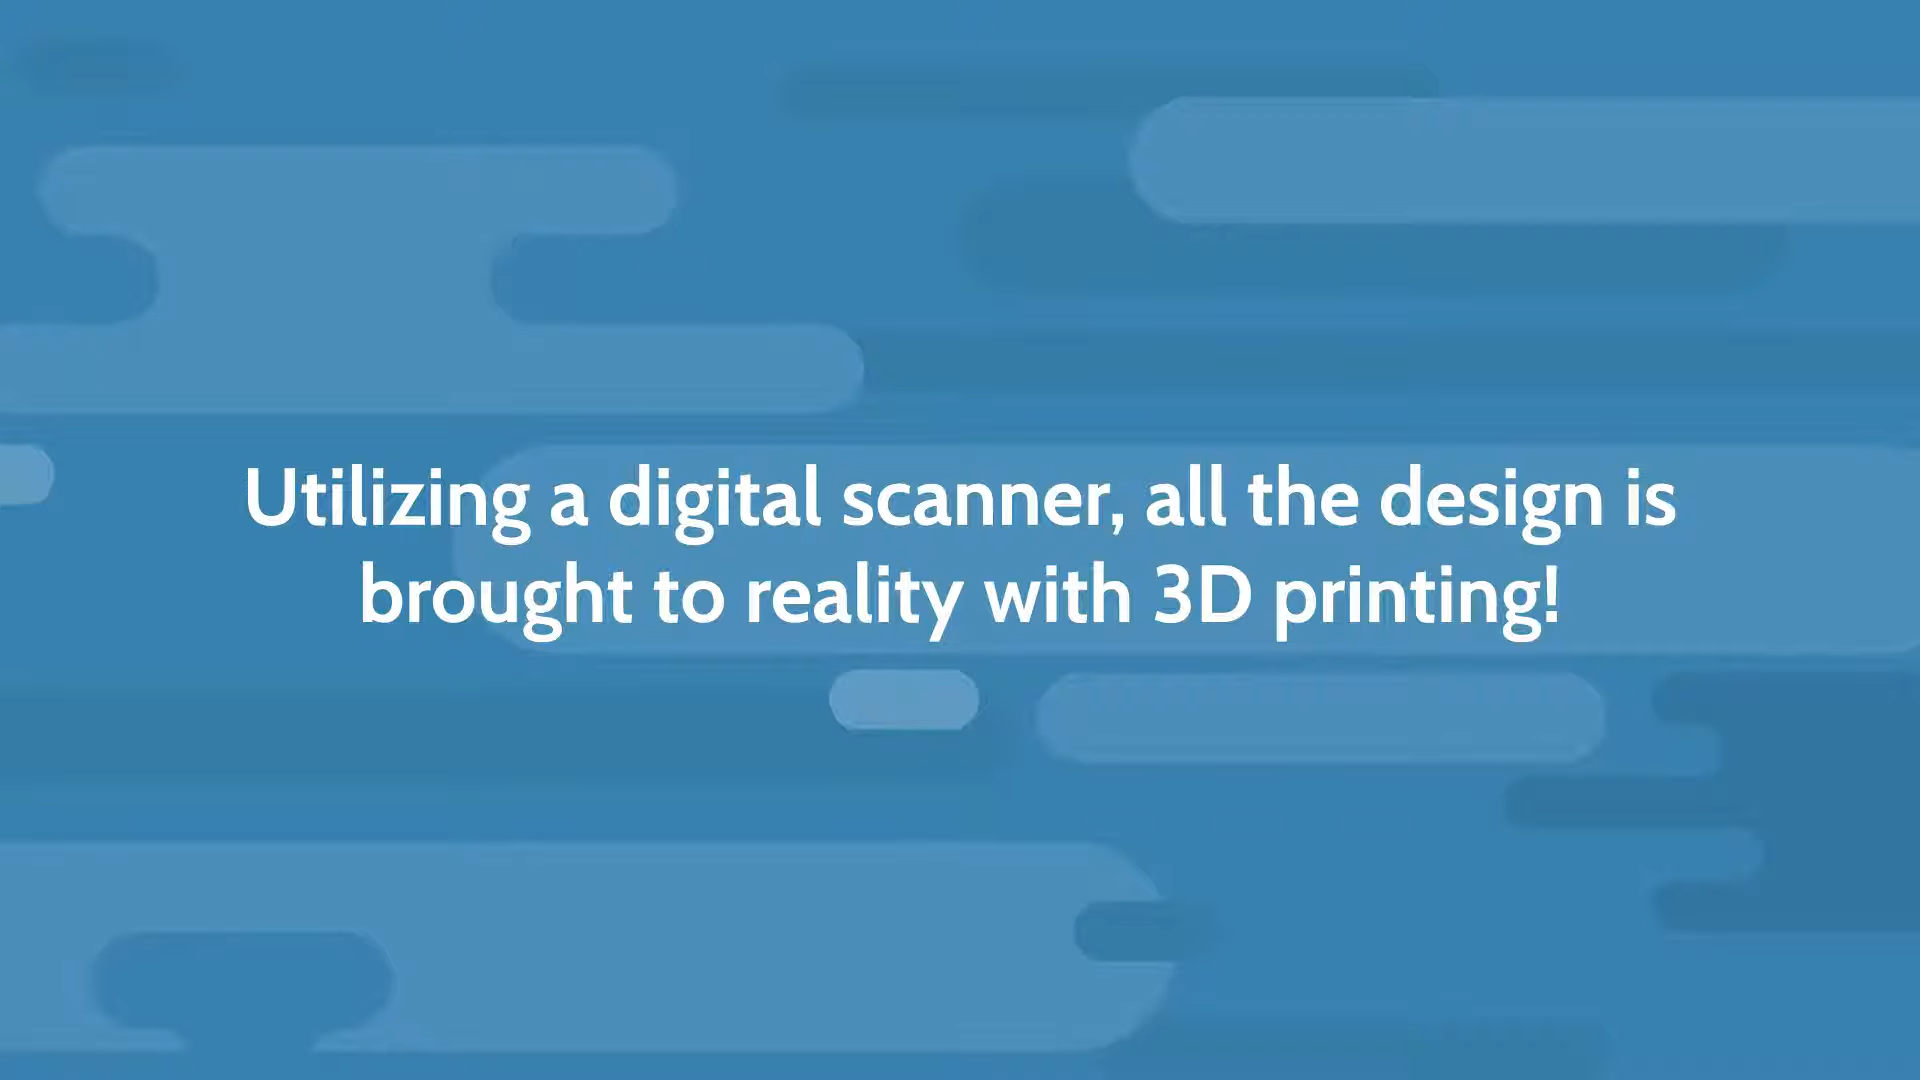 Utilizing a digital scanner, all the design is
brought to reality with 3D printing!